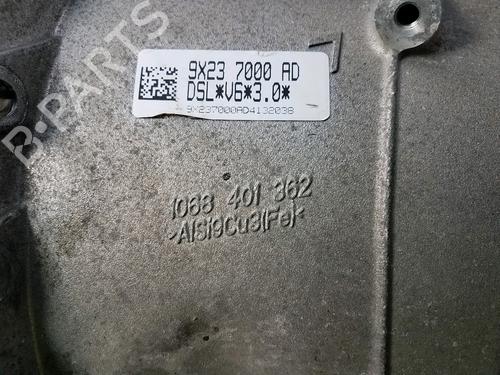 9X23 7000 AD
DSL*V6*3.0*
9X237000AD4132038
1068 401 362
>AlSi9Cu3(Fe)<
B-PARTS